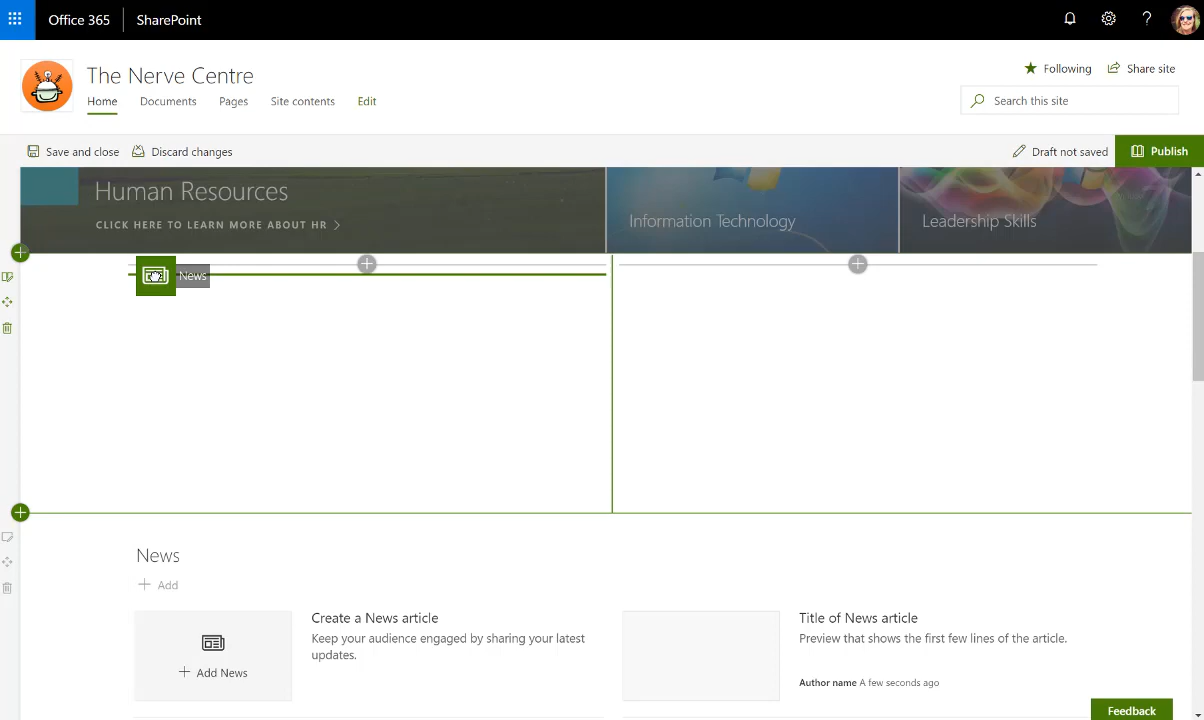 Office 365 SharePoint
The Nerve Centre
Following Share site
Home Documents Pages Site contents Edit
Search this site
Save and close Discard changes Draft not saved Publish
Human Resources
CLICK HERE TO LEARN MORE ABOUT HR
Information Technology
Leadership Skills
News
News
Add
Create a News article
Keep your audience engaged by sharing your latest
updates.
Add News
Title of News article
Preview that shows the first few lines of the article.
Author name A few seconds ago
Feedback